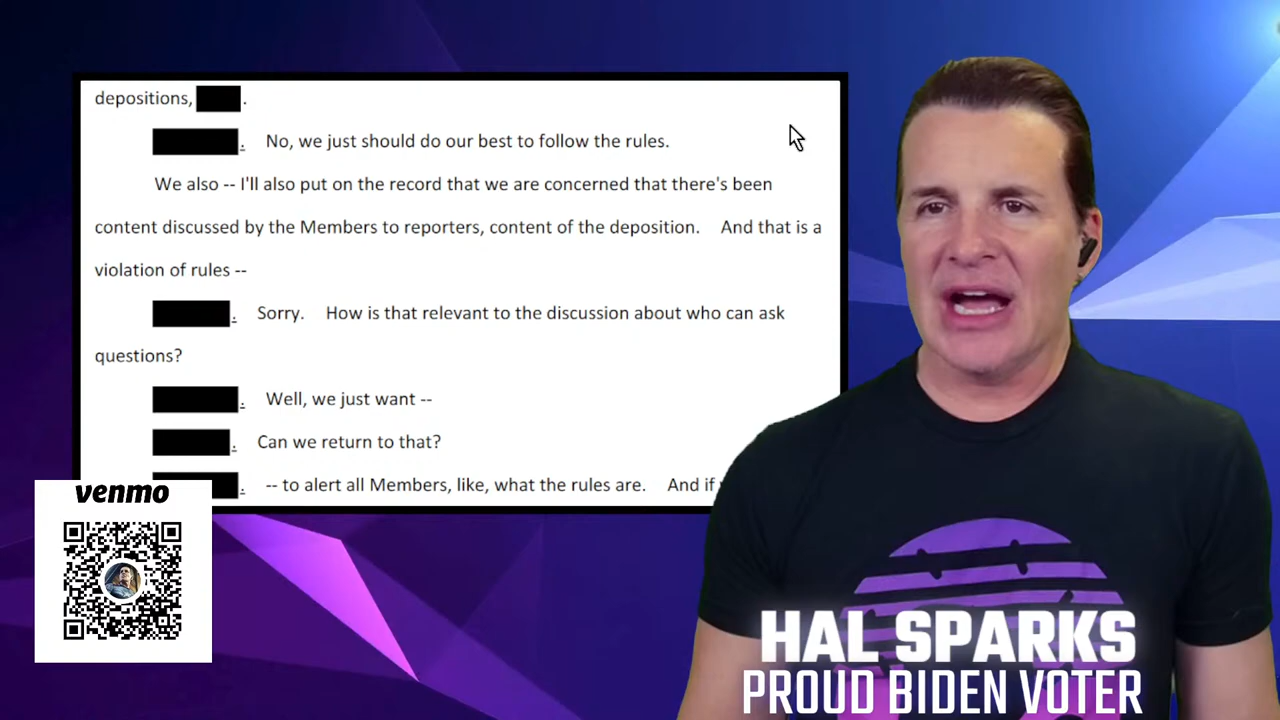 depositions, .
. No, we just should do our best to follow the rules.
We also -- I'll also put on the record that we are concerned that there's been
content discussed by the Members to reporters, content of the deposition. And that is a
violation of rules --
. Sorry. How is that relevant to the discussion about who can ask
questions?
. Well, we just want --
. Can we return to that?
. -- to alert all Members, like, what the rules are. And if
venmo
HAL SPARKS
PROUD BIDEN VOTER